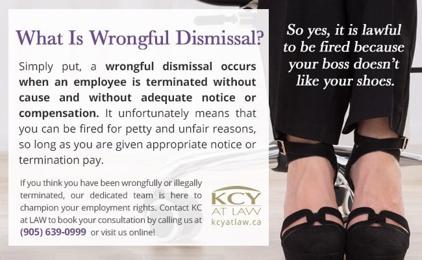 What Is Wrongful Dismissal?
Simply put, a wrongful dismissal occurs
when an employee is terminated without
cause and without adequate notice or
compensation. It unfortunately means that
you can be fired for petty and unfair reasons,
so long as you are given appropriate notice or
termination pay.
If you think you have been wrongfully or illegally
terminated, our dedicated team is here to
champion your employment rights. Contact KC
at LAW to book your consultation by calling us at
(905) 639-0999 or visit us online!
KCY
AT LAW
kcyatlaw.ca
So yes, it is lawful
to be fired because
your boss doesn't
like your shoes.